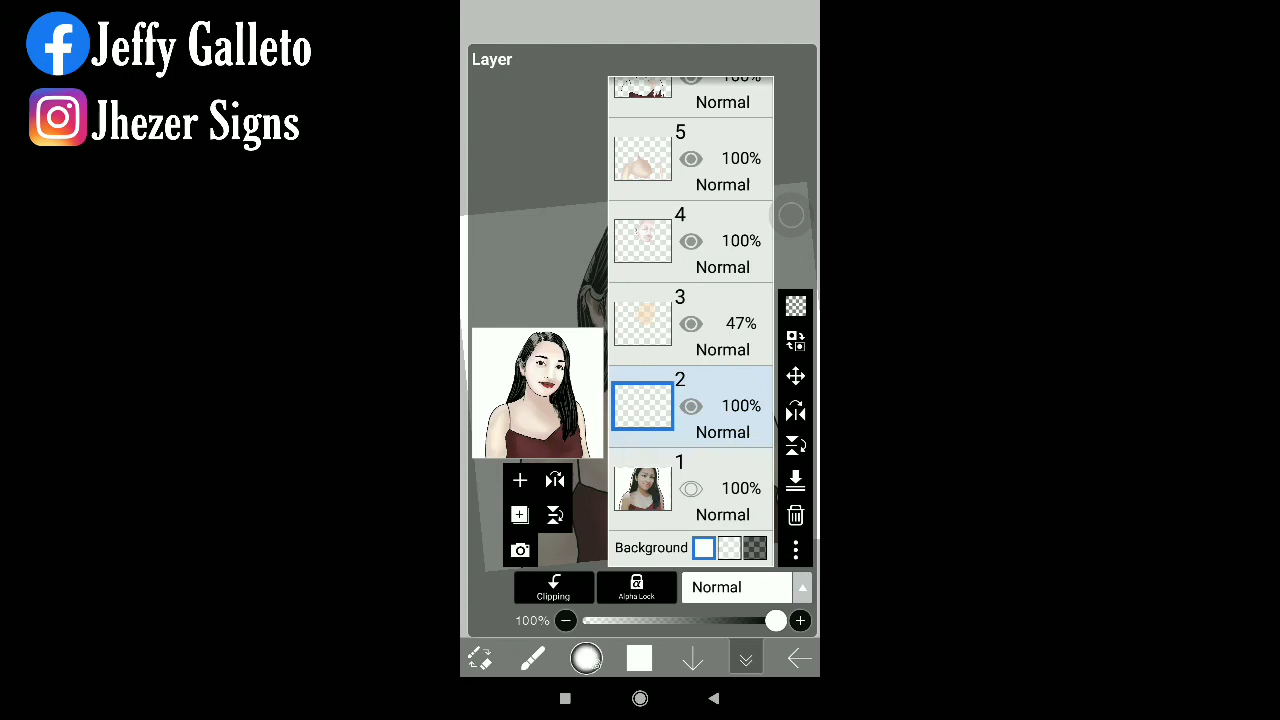 Jeffy Galleto
Jhezer Signs
Layer
100%
Normal
5
100%
Normal
4
100%
Normal
3
47%
Normal
2
100%
Normal
1
100%
Normal
Background
Clipping
Alpha Lock
Normal
100%